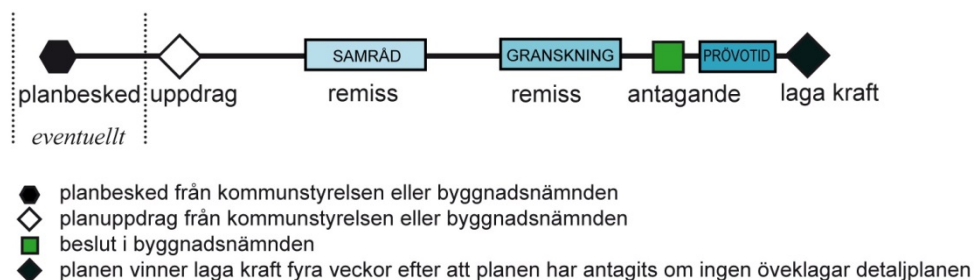 SAMRÅD GRANSKNING PRÖVOTID
planbesked uppdrag remiss remiss antagande laga kraft
eventuellt
planbesked från kommunstyrelsen eller byggnadsnämnden
planuppdrag från kommunstyrelsen eller byggnadsnämnden
beslut i byggnadsnämnden
planen vinner laga kraft fyra veckor efter att planen har antagits om ingen öveklagar detaljplanen